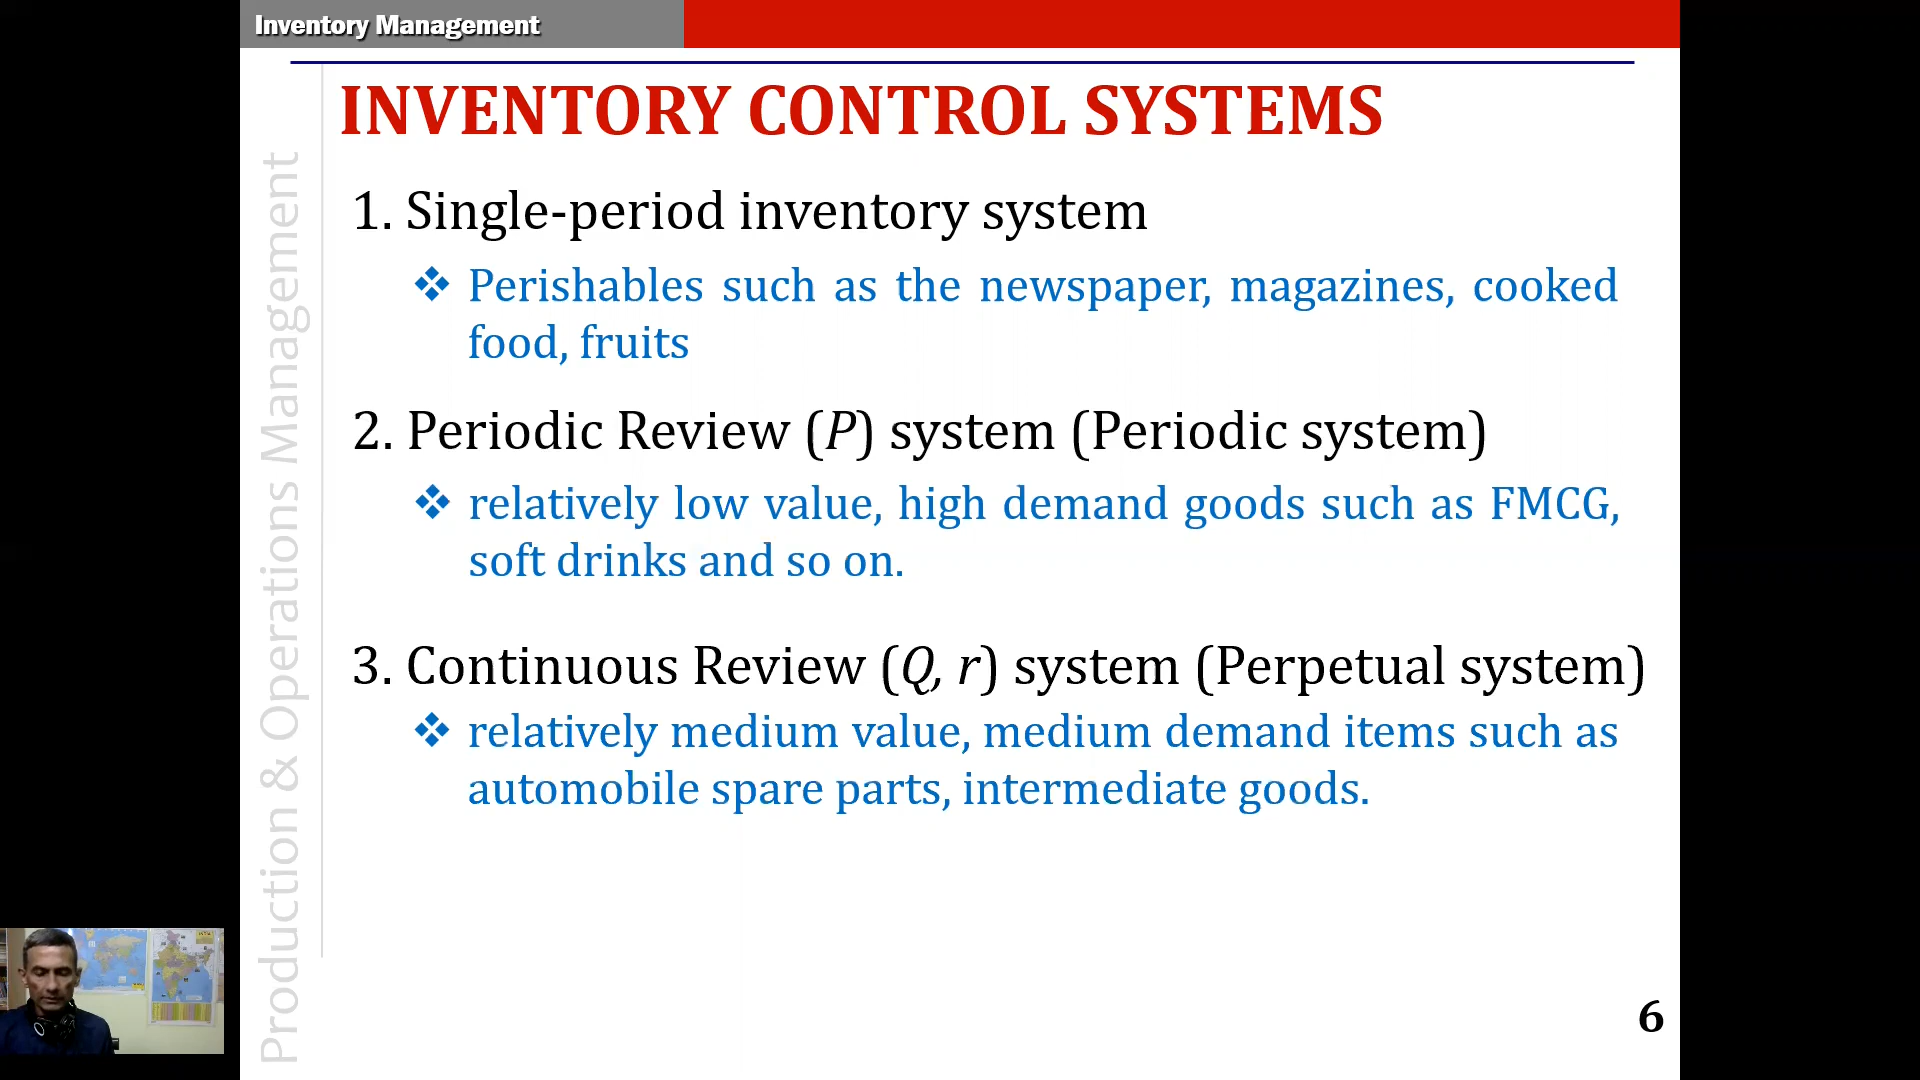 Inventory Management
INVENTORY CONTROL SYSTEMS
1. Single-period inventory system
❖ Perishables such as the newspaper, magazines, cooked
food, fruits
2. Periodic Review (P) system (Periodic system)
❖ relatively low value, high demand goods such as FMCG,
soft drinks and so on.
3. Continuous Review (Q, r) system (Perpetual system)
❖ relatively medium value, medium demand items such as
automobile spare parts, intermediate goods.
Production & Operations Management
6